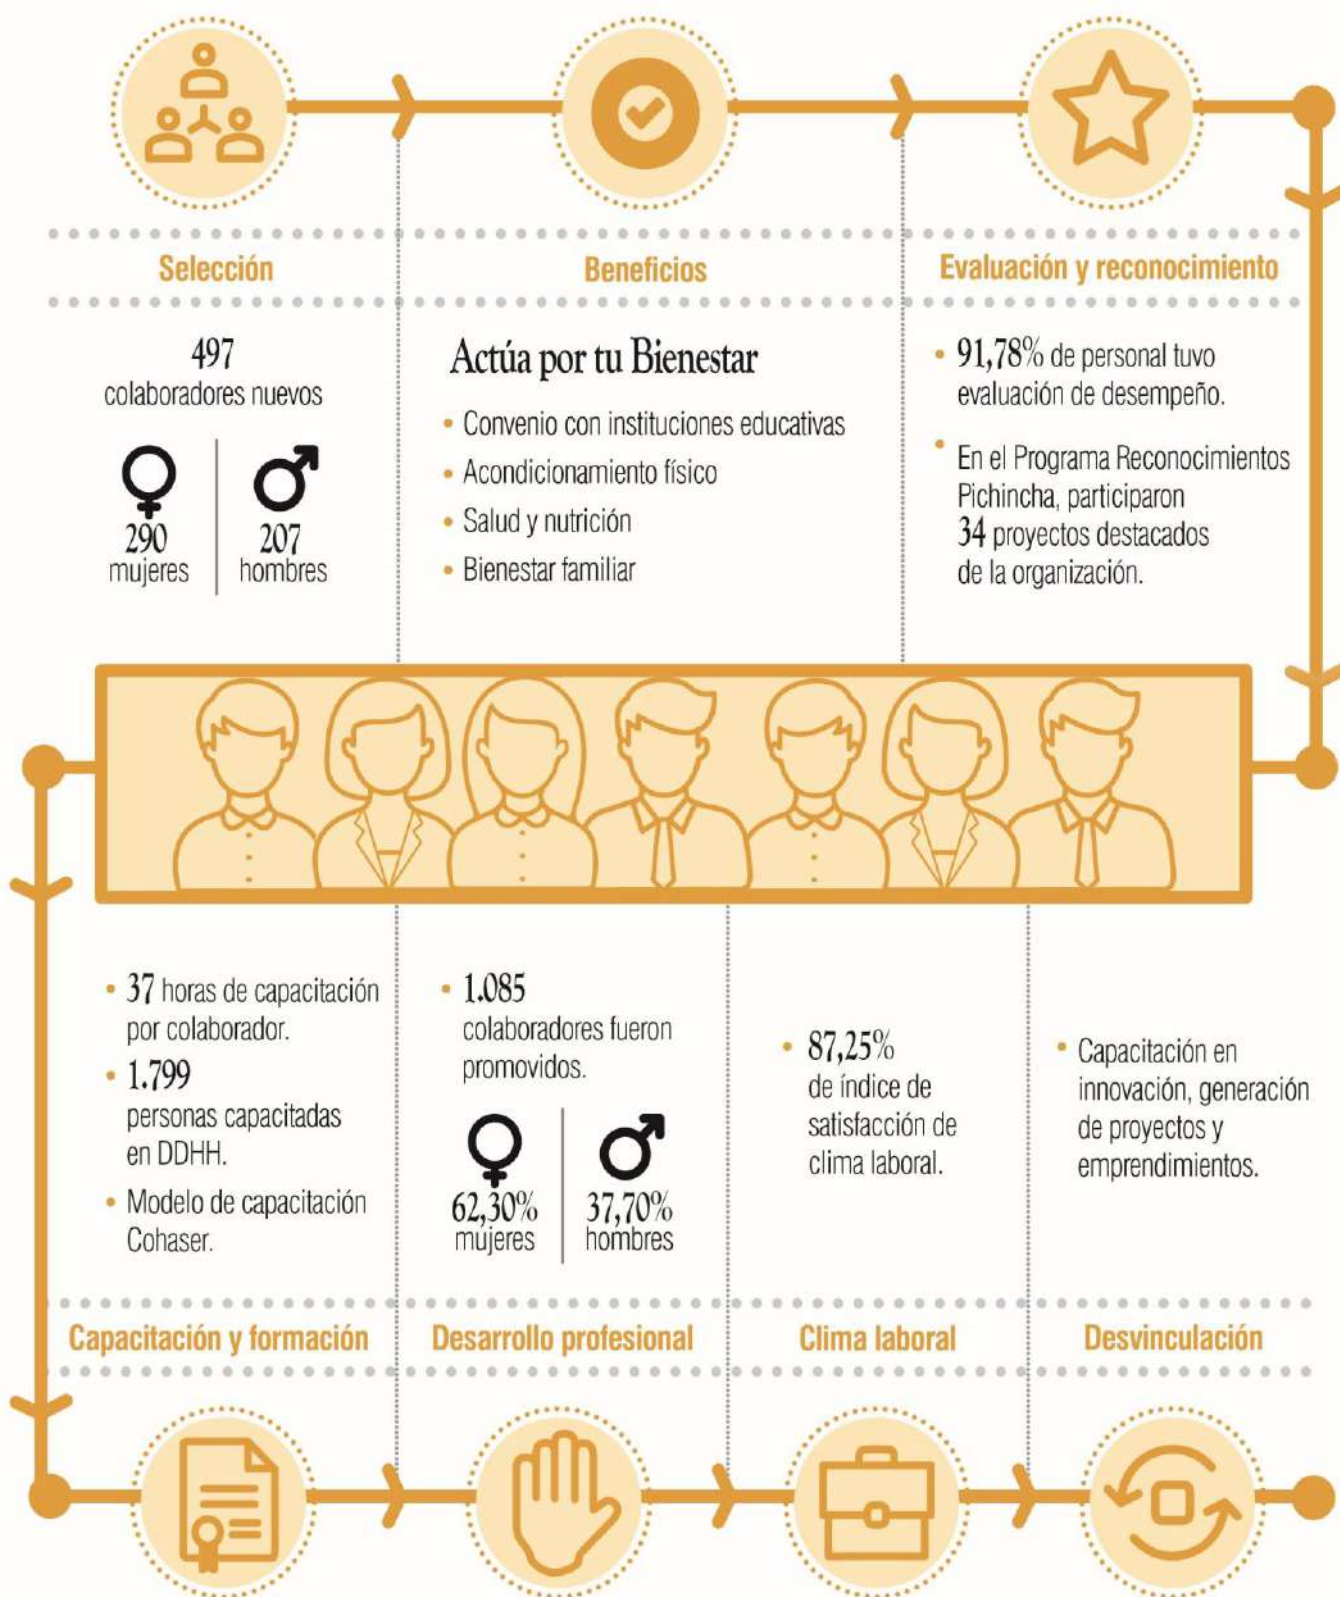 Selección
497
colaboradores nuevos
290
mujeres
207
hombres
Beneficios
Actúa por tu Bienestar
• Convenio con instituciones educativas
• Acondicionamiento físico
• Salud y nutrición
• Bienestar familiar
Evaluación y reconocimiento
• 91,78% de personal tuvo
evaluación de desempeño.
• En el Programa Reconocimientos
Pichincha, participaron
34 proyectos destacados
de la organización.
• 37 horas de capacitación
por colaborador.
• 1.799
personas capacitadas
en DDHH.
• Modelo de capacitación
Cohaser.
Capacitación y formación
• 1.085
colaboradores fueron
promovidos.
62,30%
mujeres
37,70%
hombres
Desarrollo profesional
• 87,25%
de índice de
satisfacción de
clima laboral.
Clima laboral
• Capacitación en
innovación, generación
de proyectos y
emprendimientos.
Desvinculación